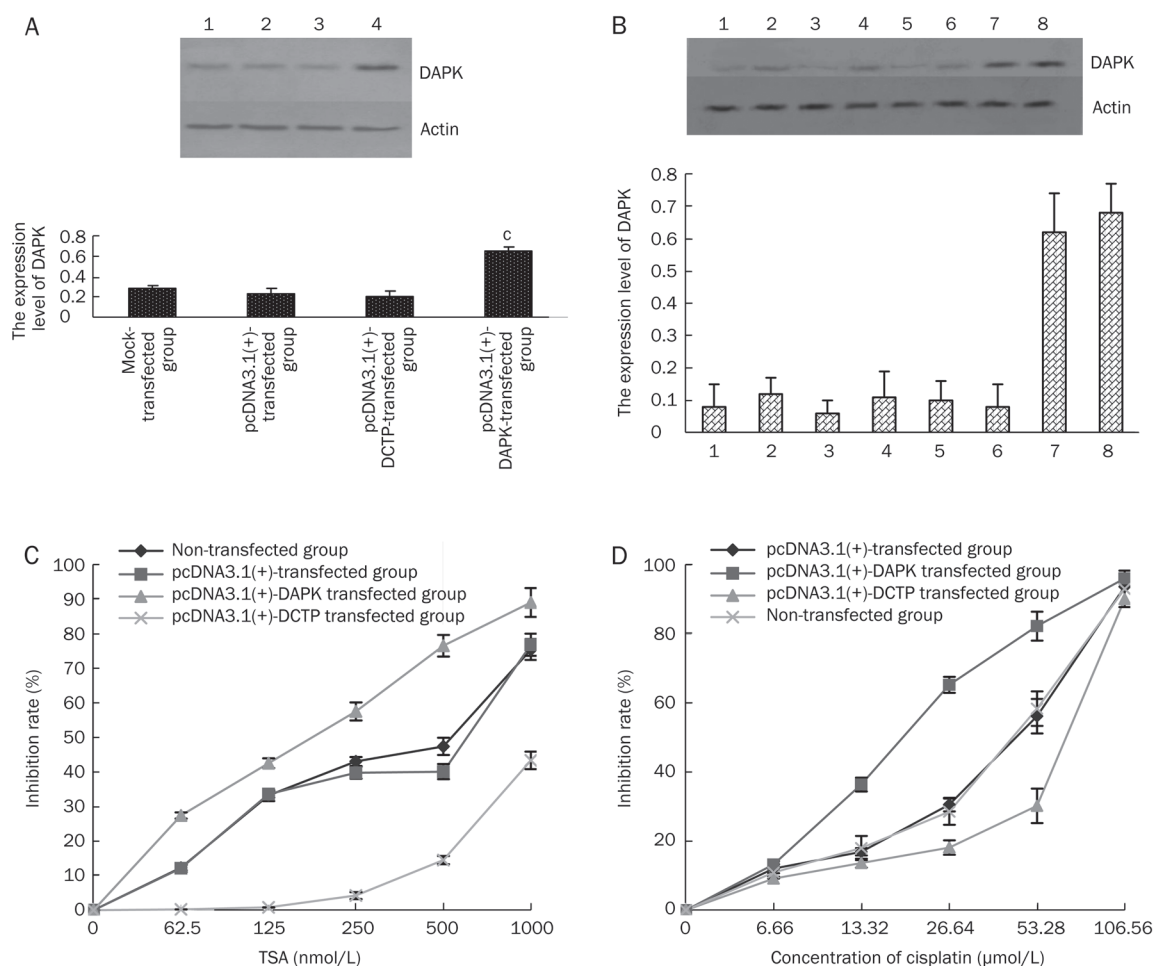 A
1 2 3 4
DAPK
Actin
The expression
level of DAPK
0.8
0.6
0.4
0.2
0
c
Mock-
transfected
group
pcDNA3.1(+)-
transfected
group
pcDNA3.1(+)-
DCTP-transfected
group
pcDNA3.1(+)-
DAPK-transfected
group
B
1 2 3 4 5 6 7 8
DAPK
Actin
The expression level of DAPK
0.8
0.7
0.6
0.5
0.4
0.3
0.2
0.1
0
1 2 3 4 5 6 7 8
C
Non-transfected group
pcDNA3.1(+)-transfected group
pcDNA3.1(+)-DAPK transfected group
pcDNA3.1(+)-DCTP transfected group
Inhibition rate (%)
100
90
80
70
60
50
40
30
20
10
0
0 62.5 125 250 500 1000
TSA (nmol/L)
D
pcDNA3.1(+)-transfected group
pcDNA3.1(+)-DAPK transfected group
pcDNA3.1(+)-DCTP transfected group
Non-transfected group
Inhibition rate (%)
100
80
60
40
20
0
0 6.66 13.32 26.64 53.28 106.56
Concentration of cisplatin (μmol/L)